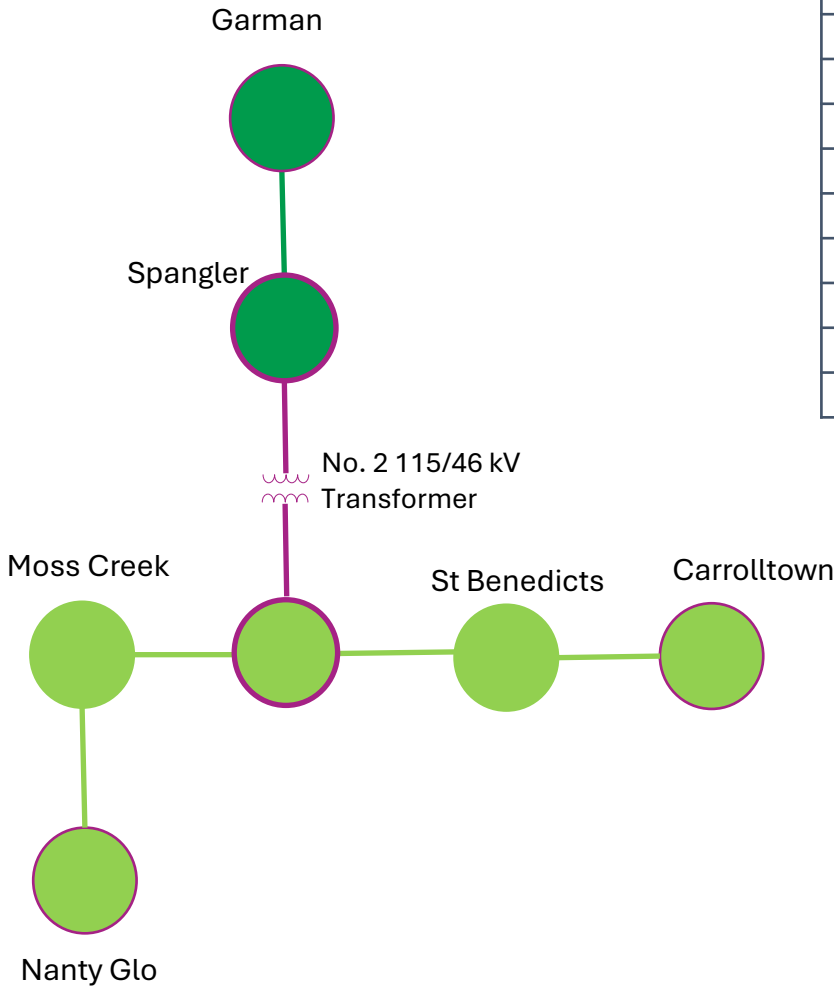 Garman
Spangler
No. 2 115/46 kV
Transformer
Moss Creek
St Benedicts
Carrolltown
Nanty Glo